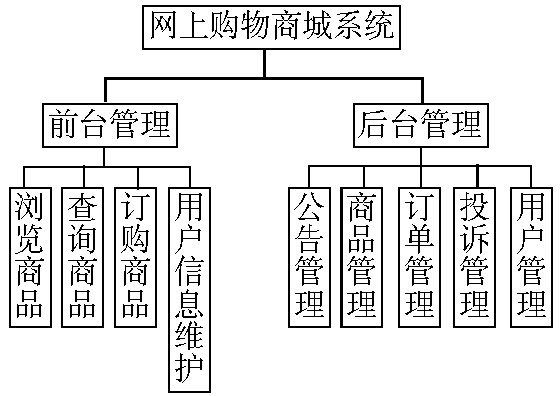 网上购物商城系统
前台管理
后台管理
浏览商品
查询商品
订购商品
用户信息维护
公告管理
商品管理
订单管理
投诉管理
用户管理